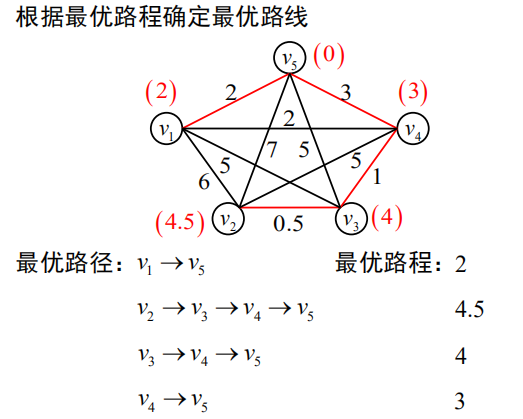 根据最优路程确定最优路线
v₅ (0)
(2) 2 3 (3)
v₁ 2 v₄
7 5
5 5
6 1
(4.5) v₂ v₃ (4)
0.5
最优路径：v₁ → v₅ 最优路程：2
v₂ → v₃ → v₄ → v₅ 4.5
v₃ → v₄ → v₅ 4
v₄ → v₅ 3